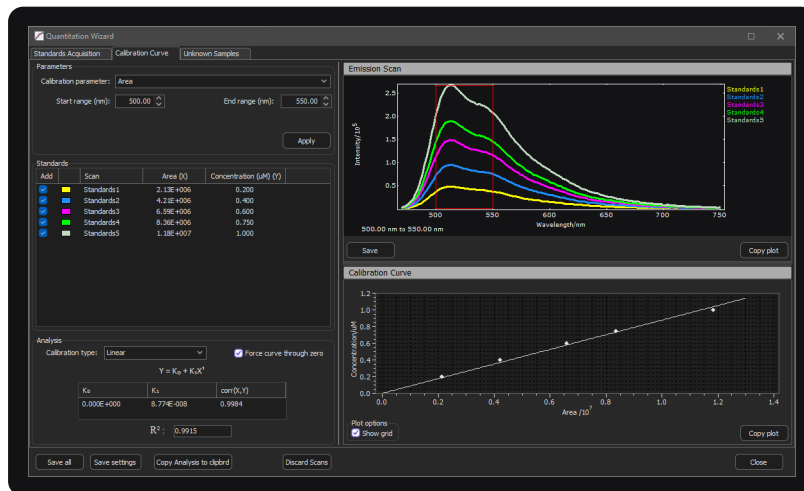 Quantitation Wizard
Standards Acquisition Calibration Curve Unknown Samples
Parameters
Calibration parameter: Area
Start range (nm): 500.00 End range (nm): 550.00
Apply
Standards
Add Scan Area (X) Concentration (uM) (Y)
Standards1 2.13E+006 0.200
Standards2 4.21E+006 0.400
Standards3 6.59E+006 0.600
Standards4 8.36E+006 0.750
Standards5 1.18E+007 1.000
Analysis
Calibration type: Linear Force curve through zero
Y = K₀ + K₁X¹
K₀ K₁ corr(X,Y)
0.000E+000 8.774E-008 0.9984
R² : 0.9915
Emission Scan
Intensity/10⁵
2.5
2.0
1.5
1.0
0.5
500 550 600 650 700 750
Wavelength/nm
Standards1
Standards2
Standards3
Standards4
Standards5
500.00 nm to 550.00 nm
Save Copy plot
Calibration Curve
Concentration/uM
1.2
1.0
0.8
0.6
0.4
0.2
0.0
0.0 0.2 0.4 0.6 0.8 1.0 1.2 1.4
Area /10⁷
Plot options
Show grid
Copy plot
Save all Save settings Copy Analysis to clipbrd Discard Scans Close